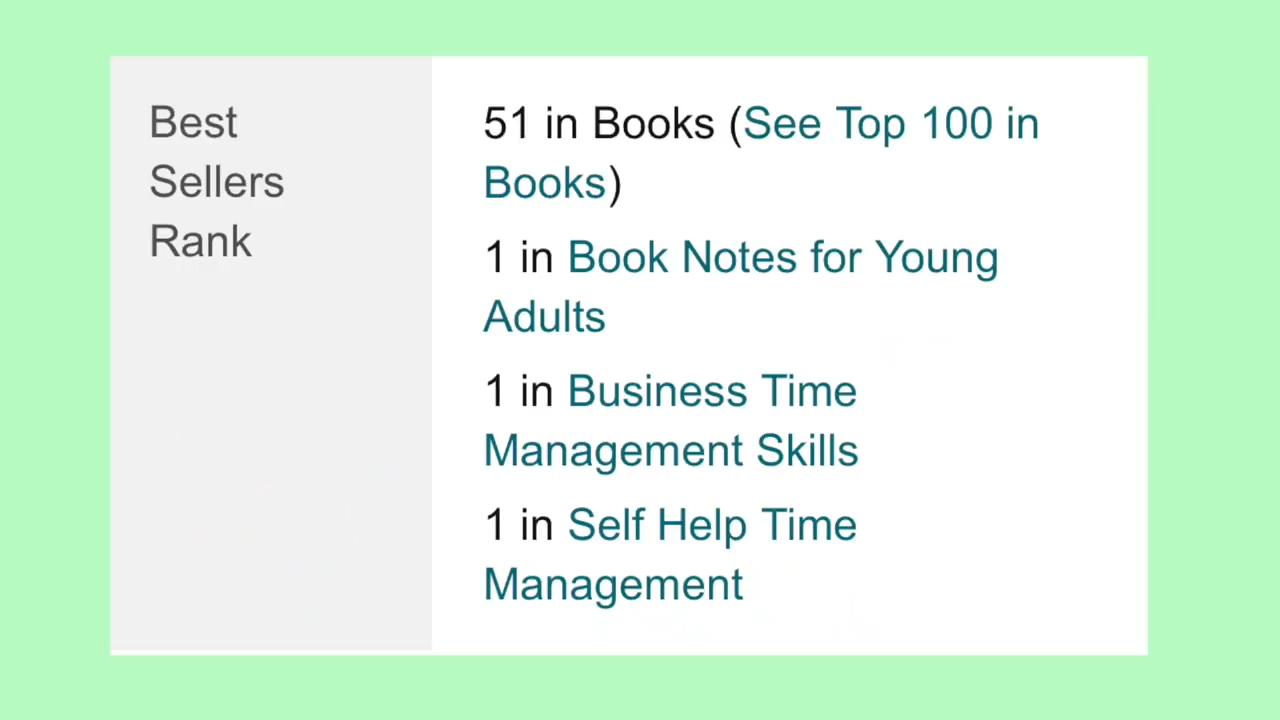 Best
Sellers
Rank
51 in Books (See Top 100 in
Books)
1 in Book Notes for Young
Adults
1 in Business Time
Management Skills
1 in Self Help Time
Management